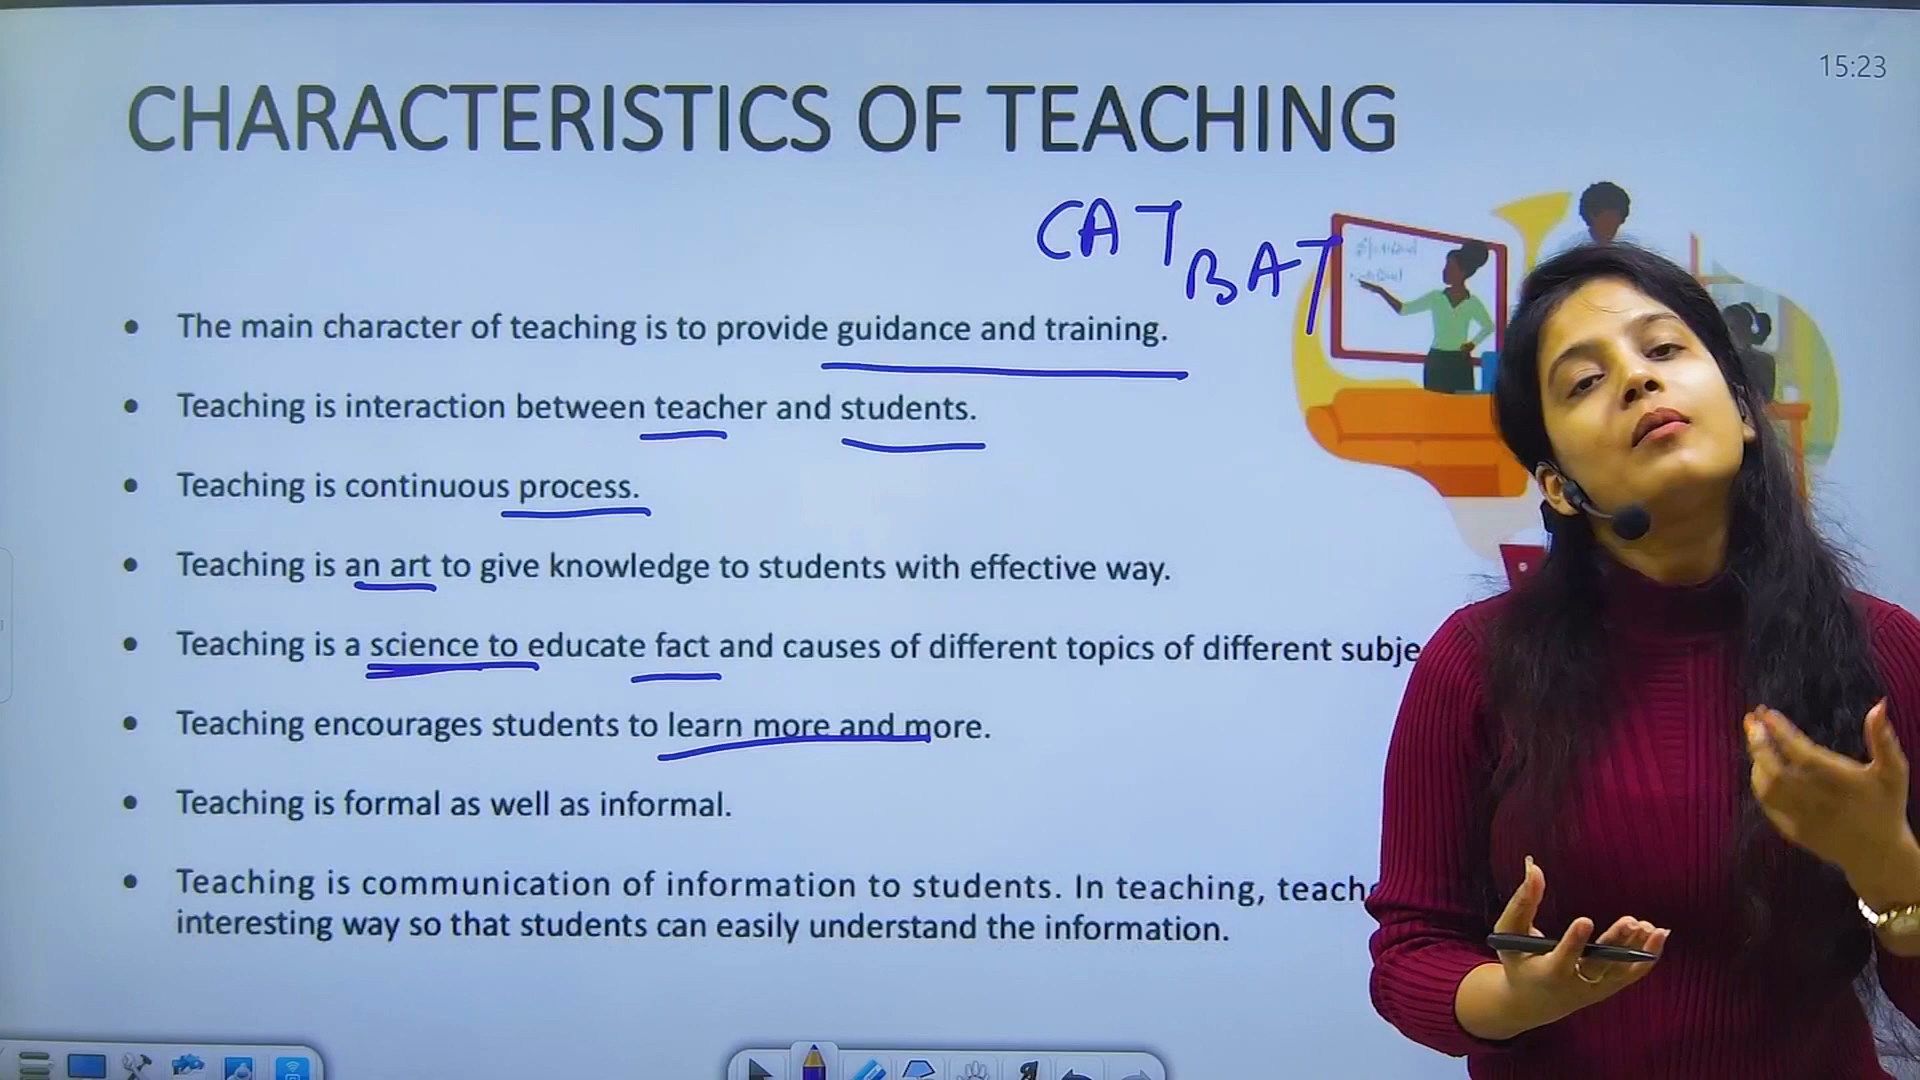 15:23
CHARACTERISTICS OF TEACHING
CAT
BAT
• The main character of teaching is to provide guidance and training.
• Teaching is interaction between teacher and students.
• Teaching is continuous process.
• Teaching is an art to give knowledge to students with effective way.
• Teaching is a science to educate fact and causes of different topics of different subje
• Teaching encourages students to learn more and more.
• Teaching is formal as well as informal.
• Teaching is communication of information to students. In teaching, teach
interesting way so that students can easily understand the information.